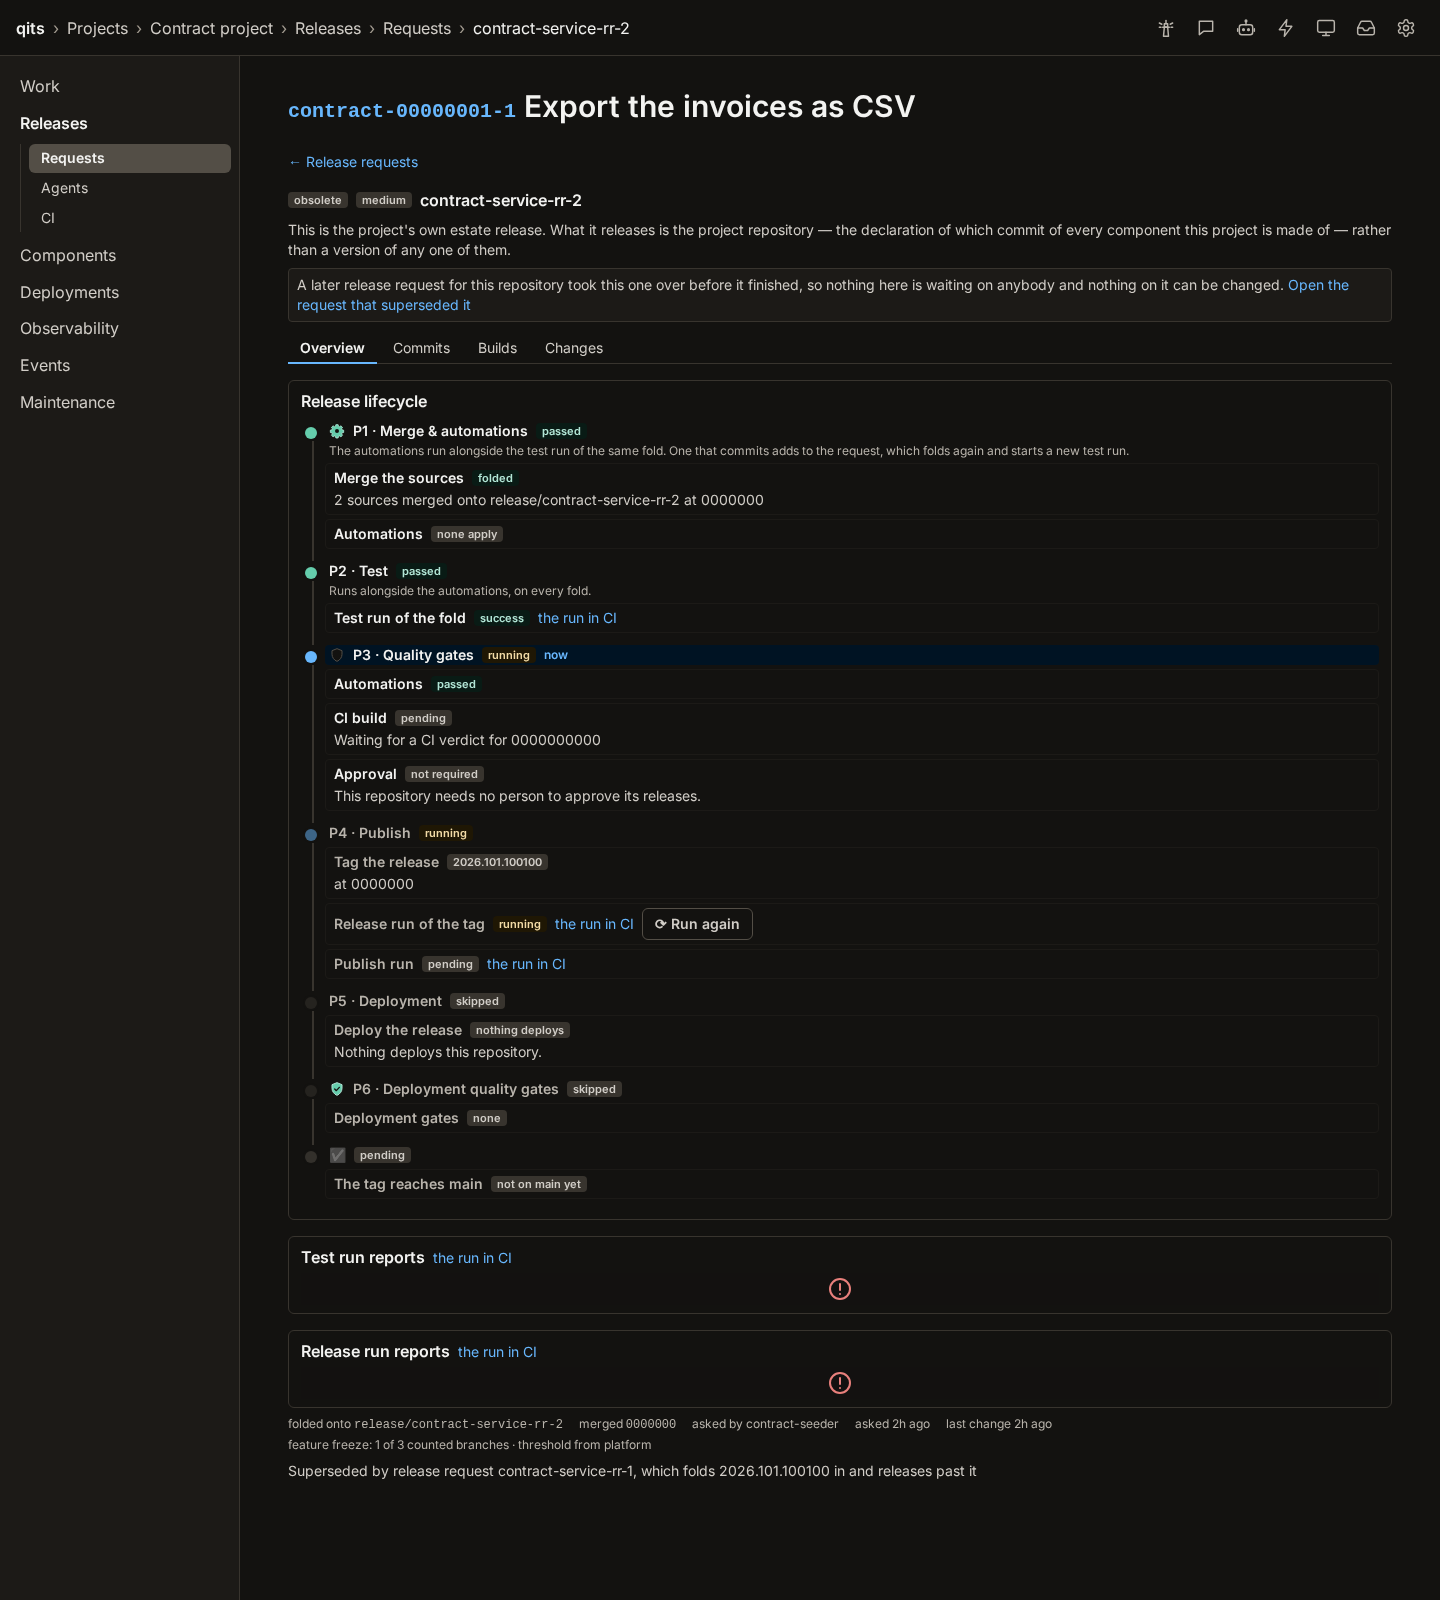 qits › Projects › Contract project › Releases › Requests › contract-service-rr-2
Work
Releases
Requests
Agents
CI
Components
Deployments
Observability
Events
Maintenance
contract-00000001-1 Export the invoices as CSV
← Release requests
obsolete medium contract-service-rr-2
This is the project's own estate release. What it releases is the project repository — the declaration of which commit of every component this project is made of — rather
than a version of any one of them.
A later release request for this repository took this one over before it finished, so nothing here is waiting on anybody and nothing on it can be changed. Open the
request that superseded it
Overview Commits Builds Changes
Release lifecycle
P1 · Merge & automations passed
The automations run alongside the test run of the same fold. One that commits adds to the request, which folds again and starts a new test run.
Merge the sources folded
2 sources merged onto release/contract-service-rr-2 at 0000000
Automations none apply
P2 · Test passed
Runs alongside the automations, on every fold.
Test run of the fold success the run in CI
P3 · Quality gates running now
Automations passed
CI build pending
Waiting for a CI verdict for 0000000000
Approval not required
This repository needs no person to approve its releases.
P4 · Publish running
Tag the release 2026.101.100100
at 0000000
Release run of the tag running the run in CI ⟳ Run again
Publish run pending the run in CI
P5 · Deployment skipped
Deploy the release nothing deploys
Nothing deploys this repository.
P6 · Deployment quality gates skipped
Deployment gates none
pending
The tag reaches main not on main yet
Test run reports the run in CI
Release run reports the run in CI
folded onto release/contract-service-rr-2 merged 0000000 asked by contract-seeder asked 2h ago last change 2h ago
feature freeze: 1 of 3 counted branches · threshold from platform
Superseded by release request contract-service-rr-1, which folds 2026.101.100100 in and releases past it